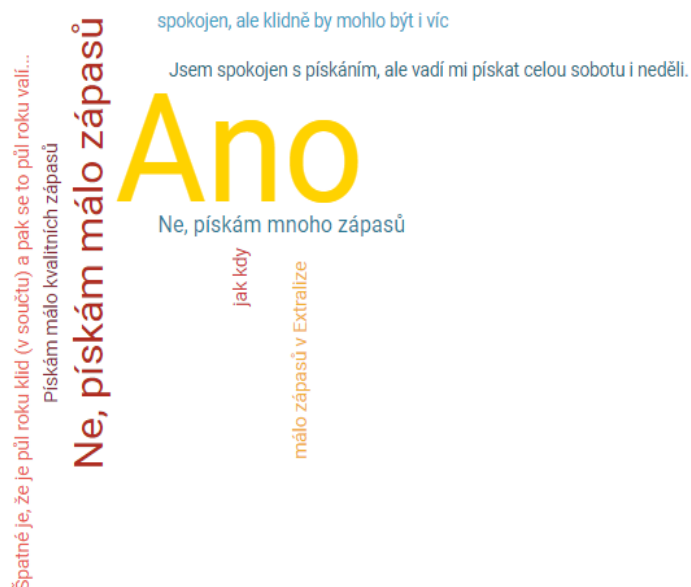 spokojen, ale klidně by mohlo být i víc
Jsem spokojen s pískáním, ale vadí mi pískat celou sobotu i neděli.
Ano
Ne, pískám mnoho zápasů
Špatné je, že je půl roku klid (v součtu) a pak se to půl roku valí...
Pískám málo kvalitních zápasů
Ne, pískám málo zápasů
jak kdy
málo zápasů v Extralize